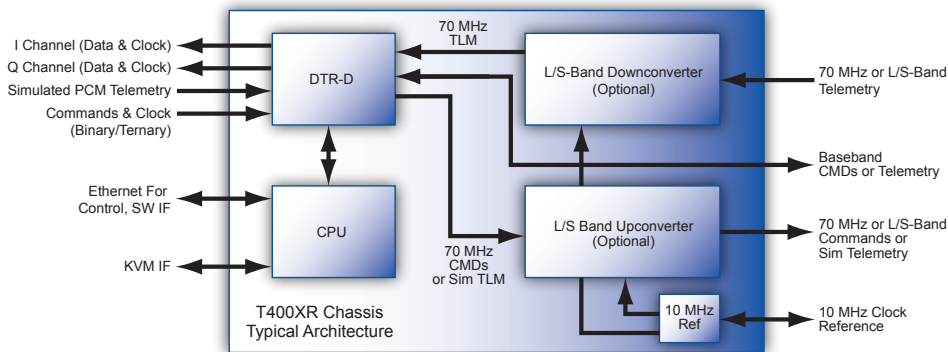 I Channel (Data & Clock)
Q Channel (Data & Clock)
Simulated PCM Telemetry
Commands & Clock
(Binary/Ternary)
Ethernet For
Control, SW IF
KVM IF
DTR-D
CPU
T400XR Chassis
Typical Architecture
70 MHz
TLM
70 MHz
CMDs
or Sim TLM
L/S-Band Downconverter
(Optional)
L/S Band Upconverter
(Optional)
10 MHz
Ref
70 MHz or L/S-Band
Telemetry
Baseband
CMDs or Telemetry
70 MHz or L/S-Band
Commands or
Sim Telemetry
10 MHz Clock
Reference